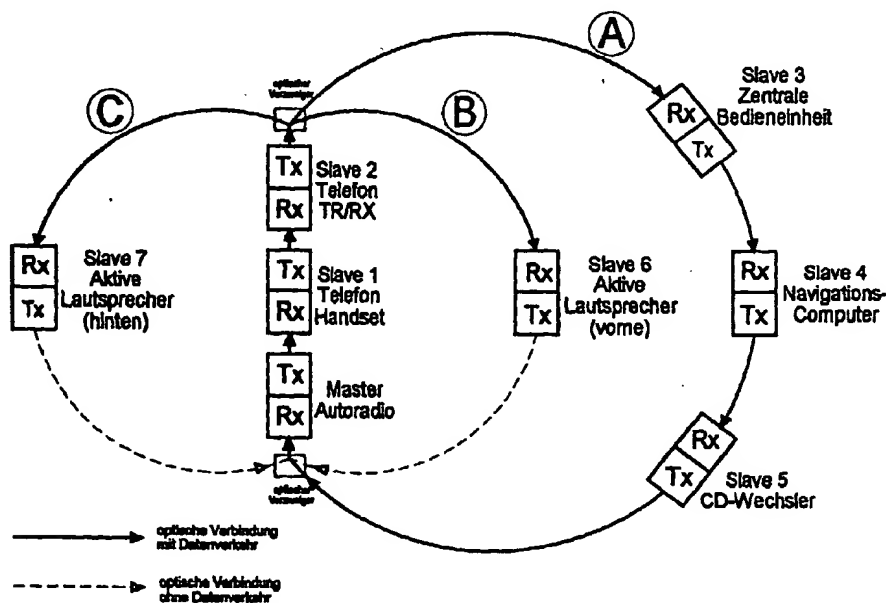 A
C
B
optischer
Verzweiger
Slave 3
Zentrale
Bedieneinheit
Rx
Tx
Tx
Rx
Slave 2
Telefon
TR/RX
Rx
Tx
Slave 7
Aktive
Lautsprecher
(hinten)
Tx
Rx
Slave 1
Telefon
Handset
Rx
Tx
Slave 6
Aktive
Lautsprecher
(vorne)
Rx
Tx
Slave 4
Navigations-
Computer
Tx
Rx
Master
Autoradio
Rx
Tx
Slave 5
CD-Wechsler
optischer
Verzweiger
optische Verbindung
mit Datenverkehr
optische Verbindung
ohne Datenverkehr